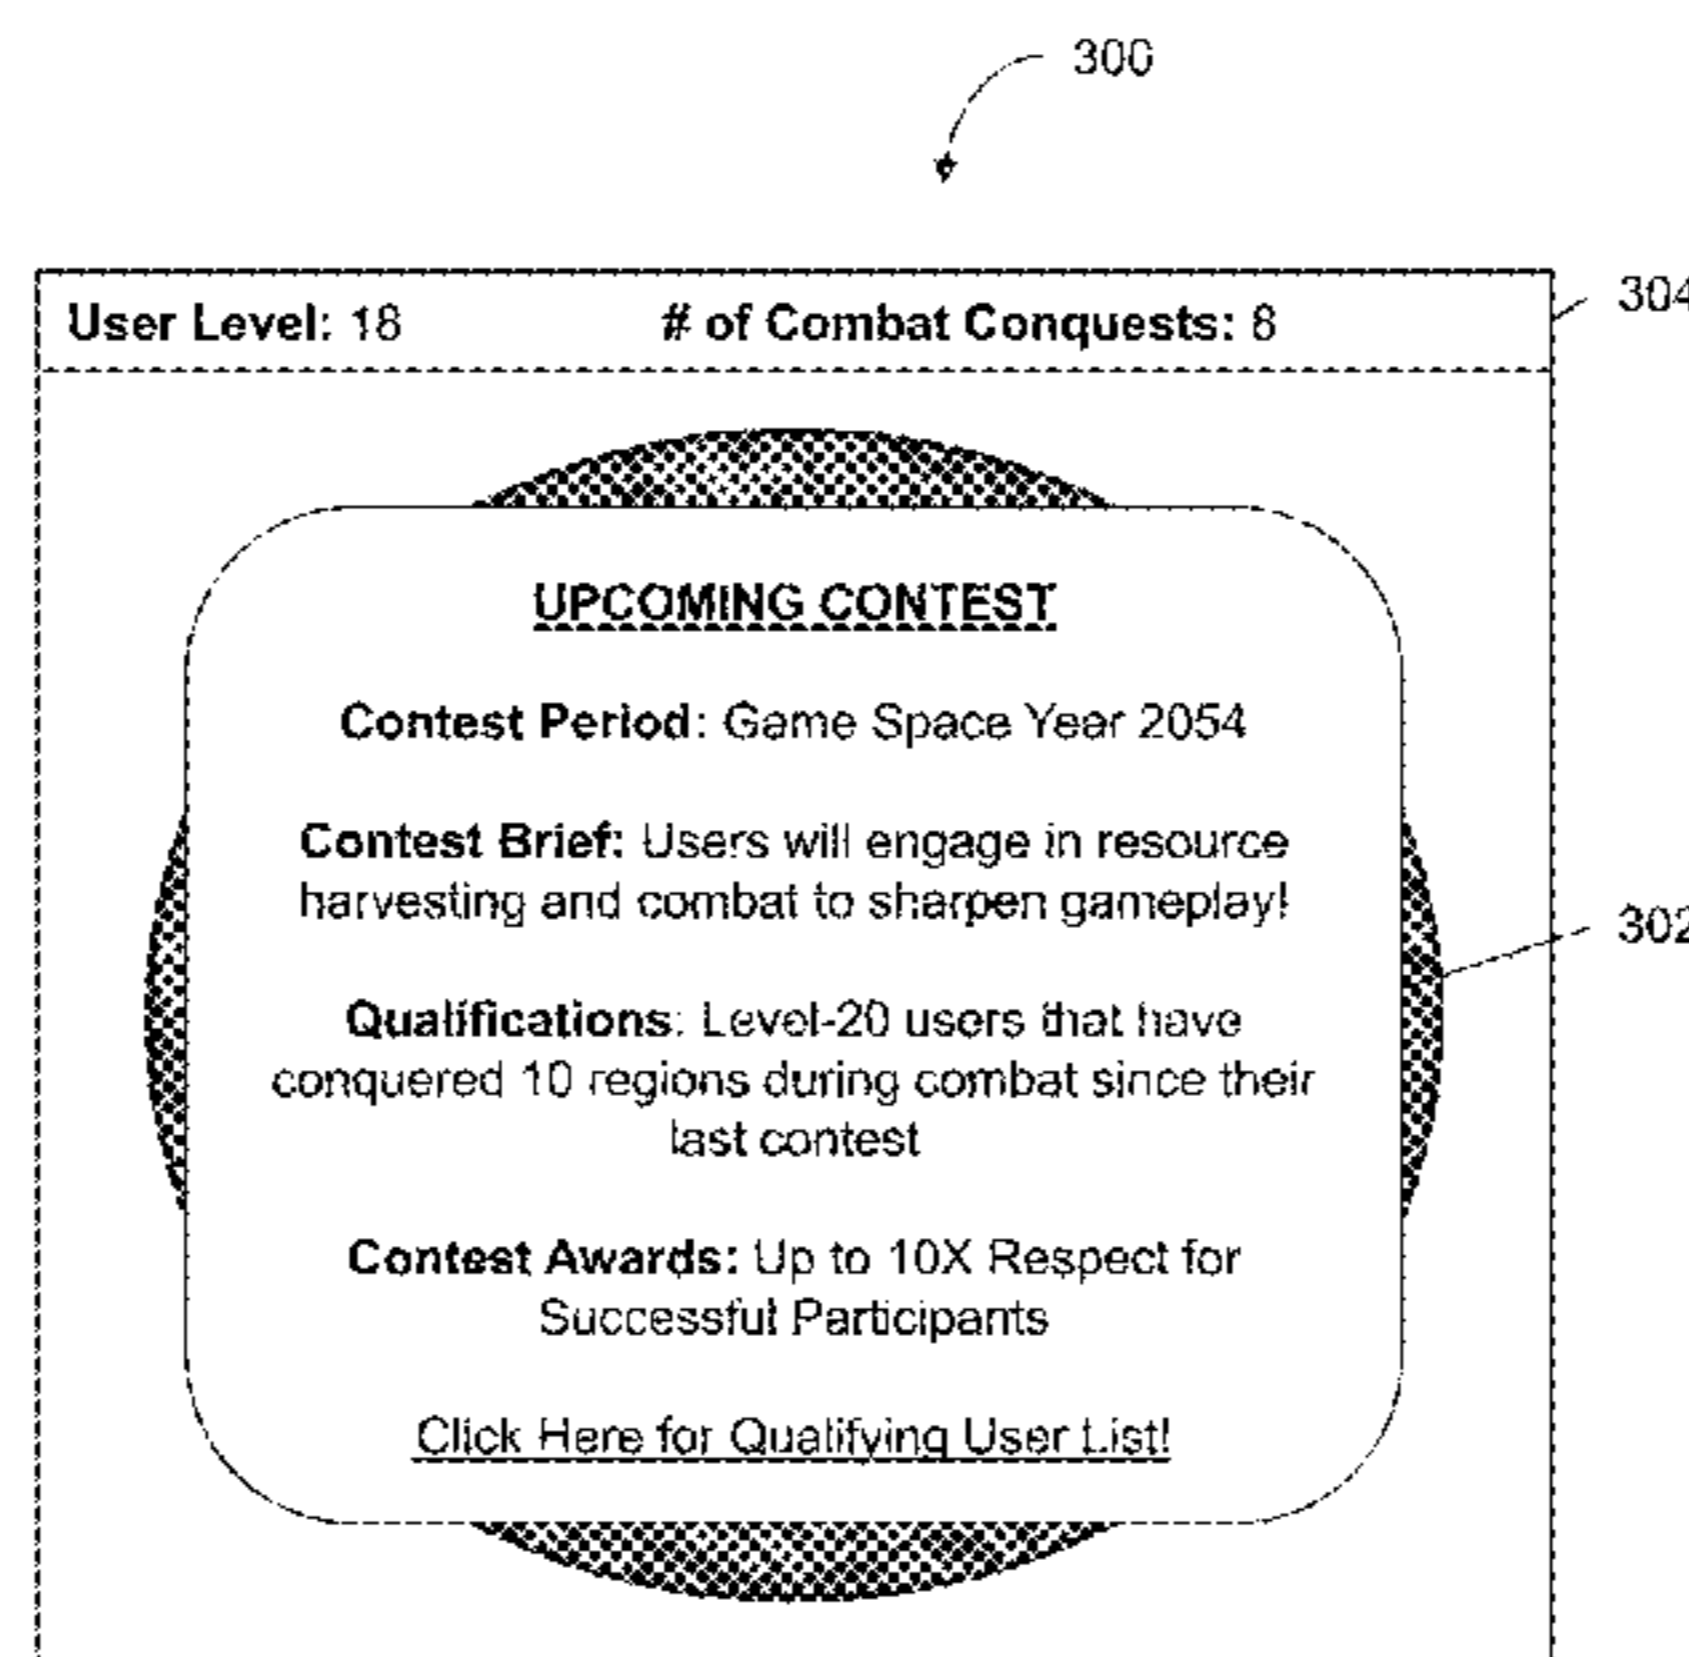 300
User Level: 18 # of Combat Conquests: 8
304
UPCOMING CONTEST
Contest Period: Game Space Year 2054
Contest Brief: Users will engage in resource
harvesting and combat to sharpen gameplay!
302
Qualifications: Level-20 users that have
conquered 10 regions during combat since their
last contest
Contest Awards: Up to 10X Respect for
Successful Participants
Click Here for Qualifying User List!